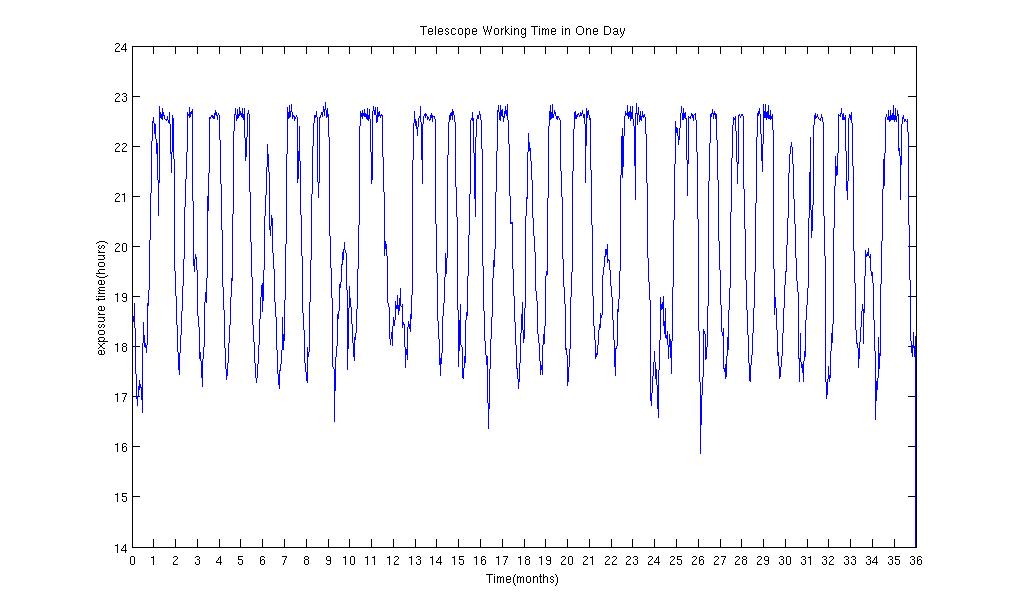 Telescope Working Time in One Day
24
23
22
21
20
19
18
17
16
15
14
exposure time(hours)
0 1 2 3 4 5 6 7 8 9 10 11 12 13 14 15 16 17 18 19 20 21 22 23 24 25 26 27 28 29 30 31 32 33 34 35 36
Time(months)